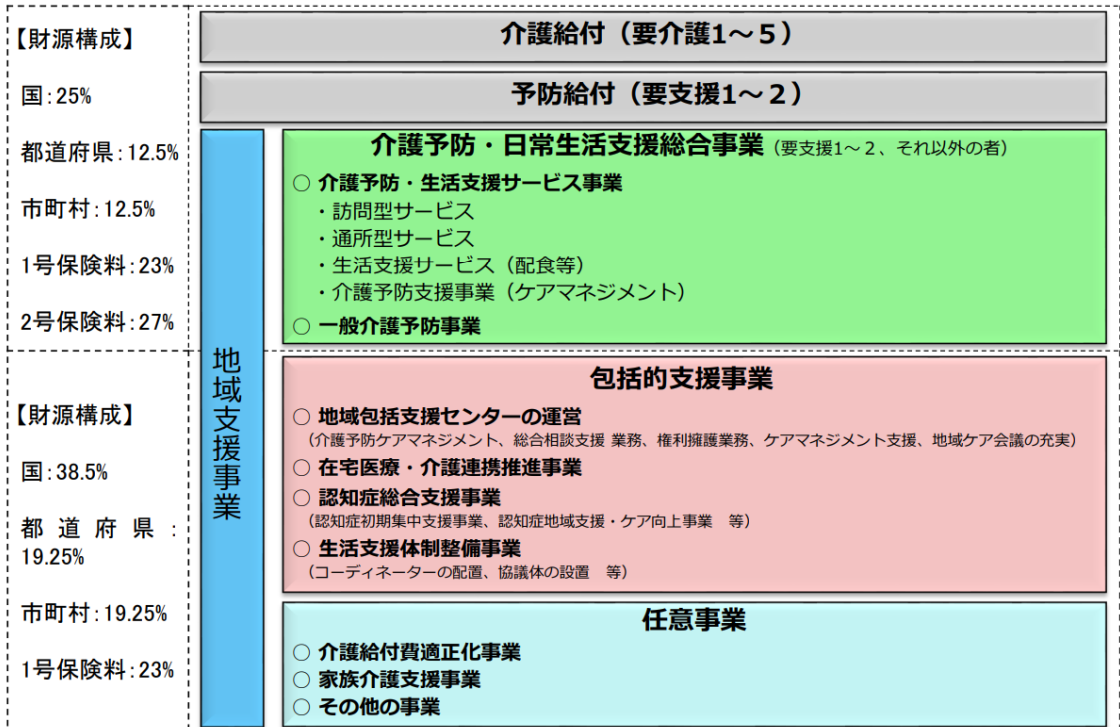 【財源構成】
国：25%
都道府県：12.5%
市町村：12.5%
1号保険料：23%
2号保険料：27%
介護給付（要介護1～５）
予防給付（要支援1～２）
地域支援事業
介護予防・日常生活支援総合事業（要支援1～２、それ以外の者）
○ 介護予防・生活支援サービス事業
・訪問型サービス
・通所型サービス
・生活支援サービス（配食等）
・介護予防支援事業（ケアマネジメント）
○ 一般介護予防事業
【財源構成】
国：38.5%
都道府県：
19.25%
市町村：19.25%
1号保険料：23%
包括的支援事業
○ 地域包括支援センターの運営
（介護予防ケアマネジメント、総合相談支援 業務、権利擁護業務、ケアマネジメント支援、地域ケア会議の充実）
○ 在宅医療・介護連携推進事業
○ 認知症総合支援事業
（認知症初期集中支援事業、認知症地域支援・ケア向上事業　等）
○ 生活支援体制整備事業
（コーディネーターの配置、協議体の設置　等）
任意事業
○ 介護給付費適正化事業
○ 家族介護支援事業
○ その他の事業